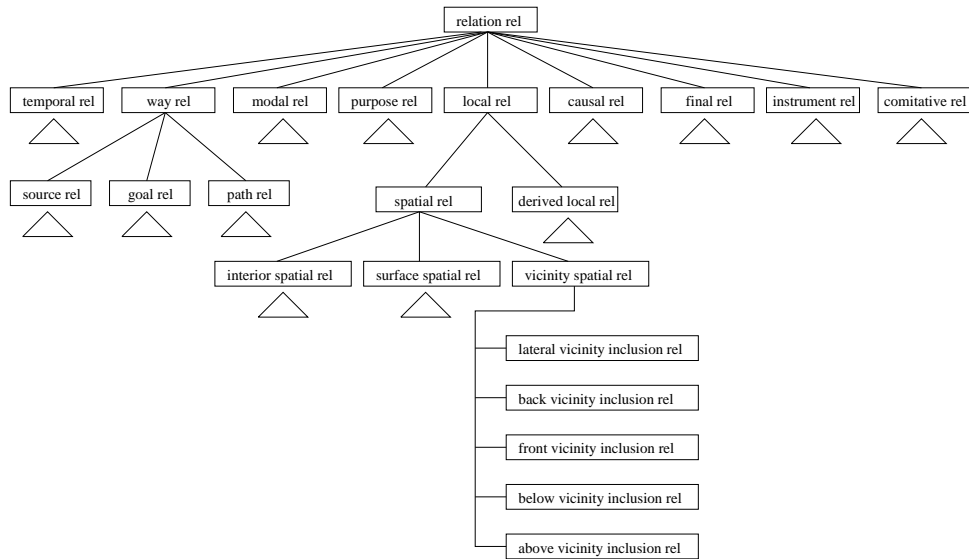 relation rel
temporal rel
way rel
modal rel
purpose rel
local rel
causal rel
final rel
instrument rel
comitative rel
source rel
goal rel
path rel
spatial rel
derived local rel
interior spatial rel
surface spatial rel
vicinity spatial rel
lateral vicinity inclusion rel
back vicinity inclusion rel
front vicinity inclusion rel
below vicinity inclusion rel
above vicinity inclusion rel